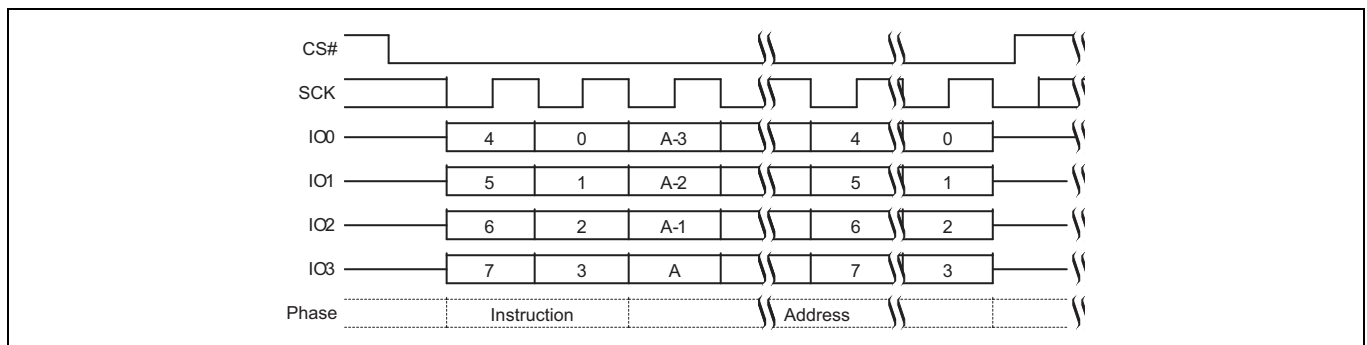 CS#
SCK
IO0 4 0 A-3 4 0
IO1 5 1 A-2 5 1
IO2 6 2 A-1 6 2
IO3 7 3 A 7 3
Phase Instruction Address